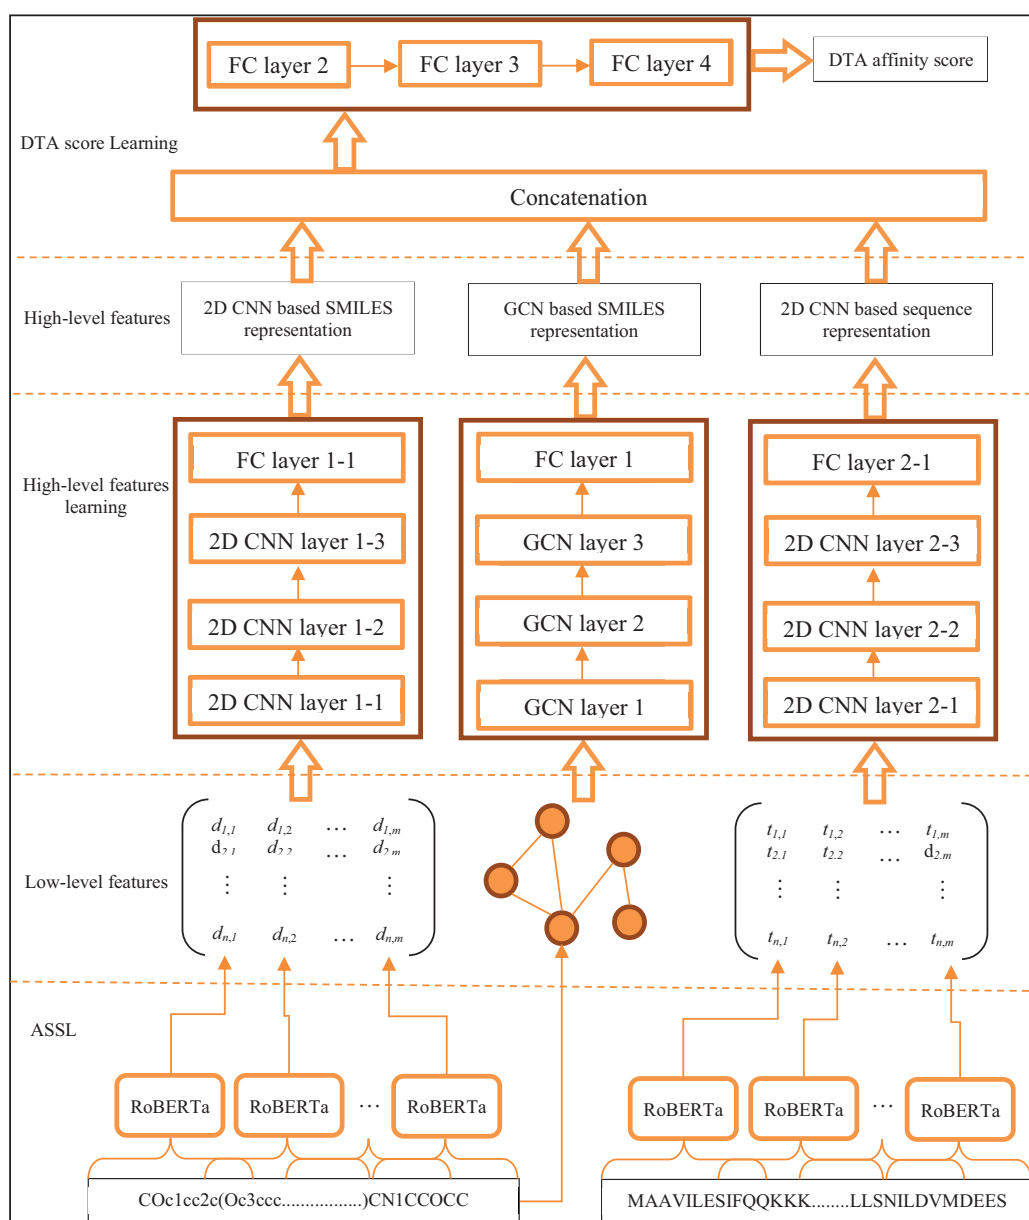 FC layer 2
FC layer 3
FC layer 4
DTA affinity score
DTA score Learning
Concatenation
High-level features
2D CNN based SMILES
representation
GCN based SMILES
representation
2D CNN based sequence
representation
High-level features
learning
FC layer 1-1
2D CNN layer 1-3
2D CNN layer 1-2
2D CNN layer 1-1
FC layer 1
GCN layer 3
GCN layer 2
GCN layer 1
FC layer 2-1
2D CNN layer 2-3
2D CNN layer 2-2
2D CNN layer 2-1
Low-level features
d1,1 d1,2 … d1,m
d2.1 d2.2 … d2.m
⋮ ⋮ ⋮
dn,1 dn,2 … dn,m
t1,1 t1,2 … t1,m
t2.1 t2.2 … d2.m
⋮ ⋮ ⋮
tn,1 tn,2 … tn,m
ASSL
RoBERTa RoBERTa … RoBERTa
RoBERTa RoBERTa … RoBERTa
COc1cc2c(Oc3ccc.................)CN1CCOCC
MAAVILESIFQQKKK........LLSNILDVMDEES